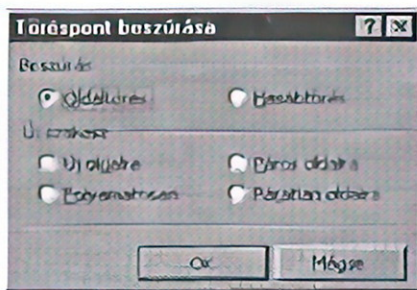 Töréspont beszúrása
Beszúrás
Oldaltörés Hasábtörés
Új szakasz
Új oldalra Páros oldalra
Folyamatosan Páratlan oldalra
OK Mégse